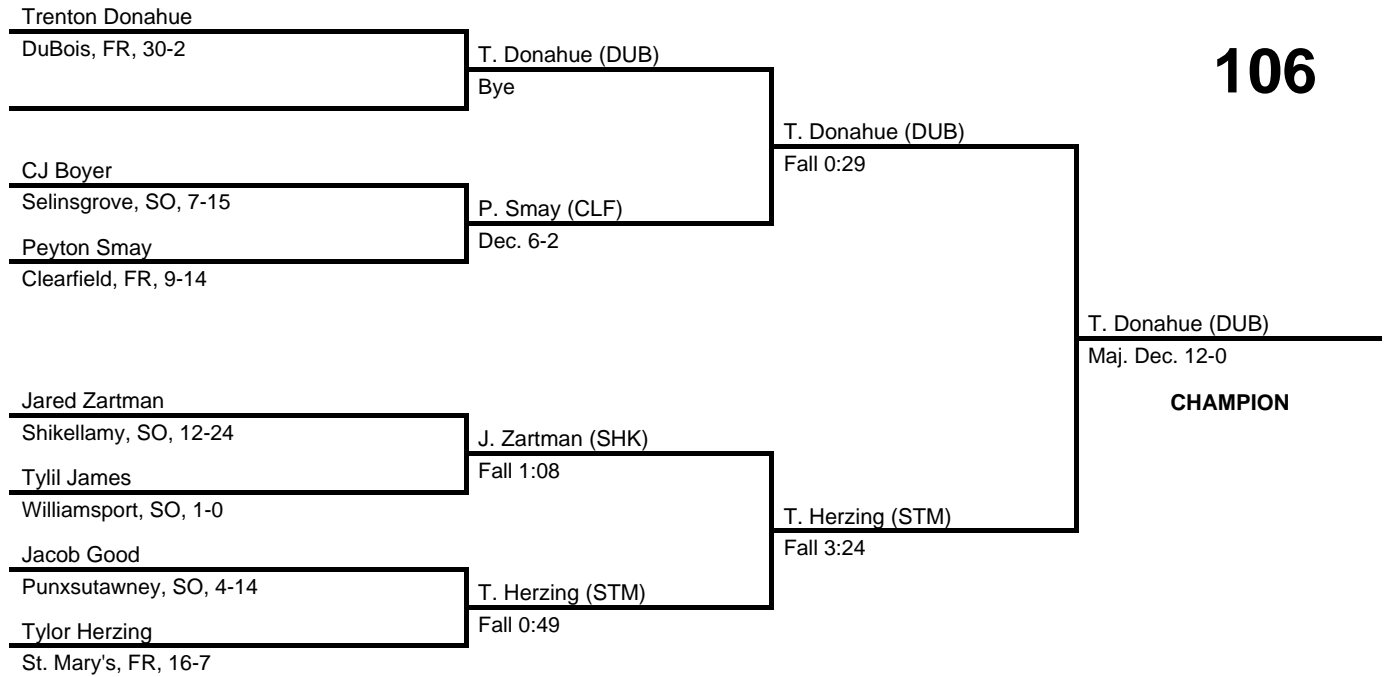 Trenton Donahue
DuBois, FR, 30-2
T. Donahue (DUB)
Bye
106
T. Donahue (DUB)
Fall 0:29
CJ Boyer
Selinsgrove, SO, 7-15
P. Smay (CLF)
Dec. 6-2
Peyton Smay
Clearfield, FR, 9-14
T. Donahue (DUB)
Maj. Dec. 12-0
CHAMPION
Jared Zartman
Shikellamy, SO, 12-24
J. Zartman (SHK)
Fall 1:08
Tylil James
Williamsport, SO, 1-0
T. Herzing (STM)
Fall 3:24
Jacob Good
Punxsutawney, SO, 4-14
T. Herzing (STM)
Fall 0:49
Tylor Herzing
St. Mary's, FR, 16-7